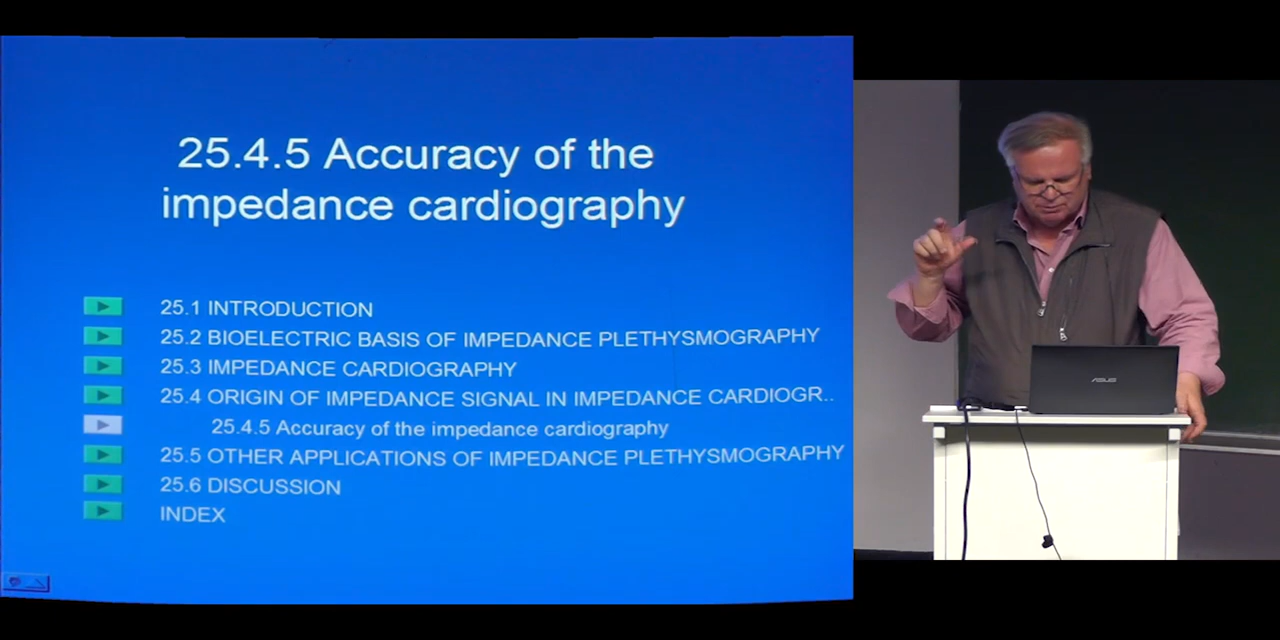 25.4.5 Accuracy of the
impedance cardiography
25.1 INTRODUCTION
25.2 BIOELECTRIC BASIS OF IMPEDANCE PLETHYSMOGRAPHY
25.3 IMPEDANCE CARDIOGRAPHY
25.4 ORIGIN OF IMPEDANCE SIGNAL IN IMPEDANCE CARDIOGR..
25.4.5 Accuracy of the impedance cardiography
25.5 OTHER APPLICATIONS OF IMPEDANCE PLETHYSMOGRAPHY
25.6 DISCUSSION
INDEX
ASUS